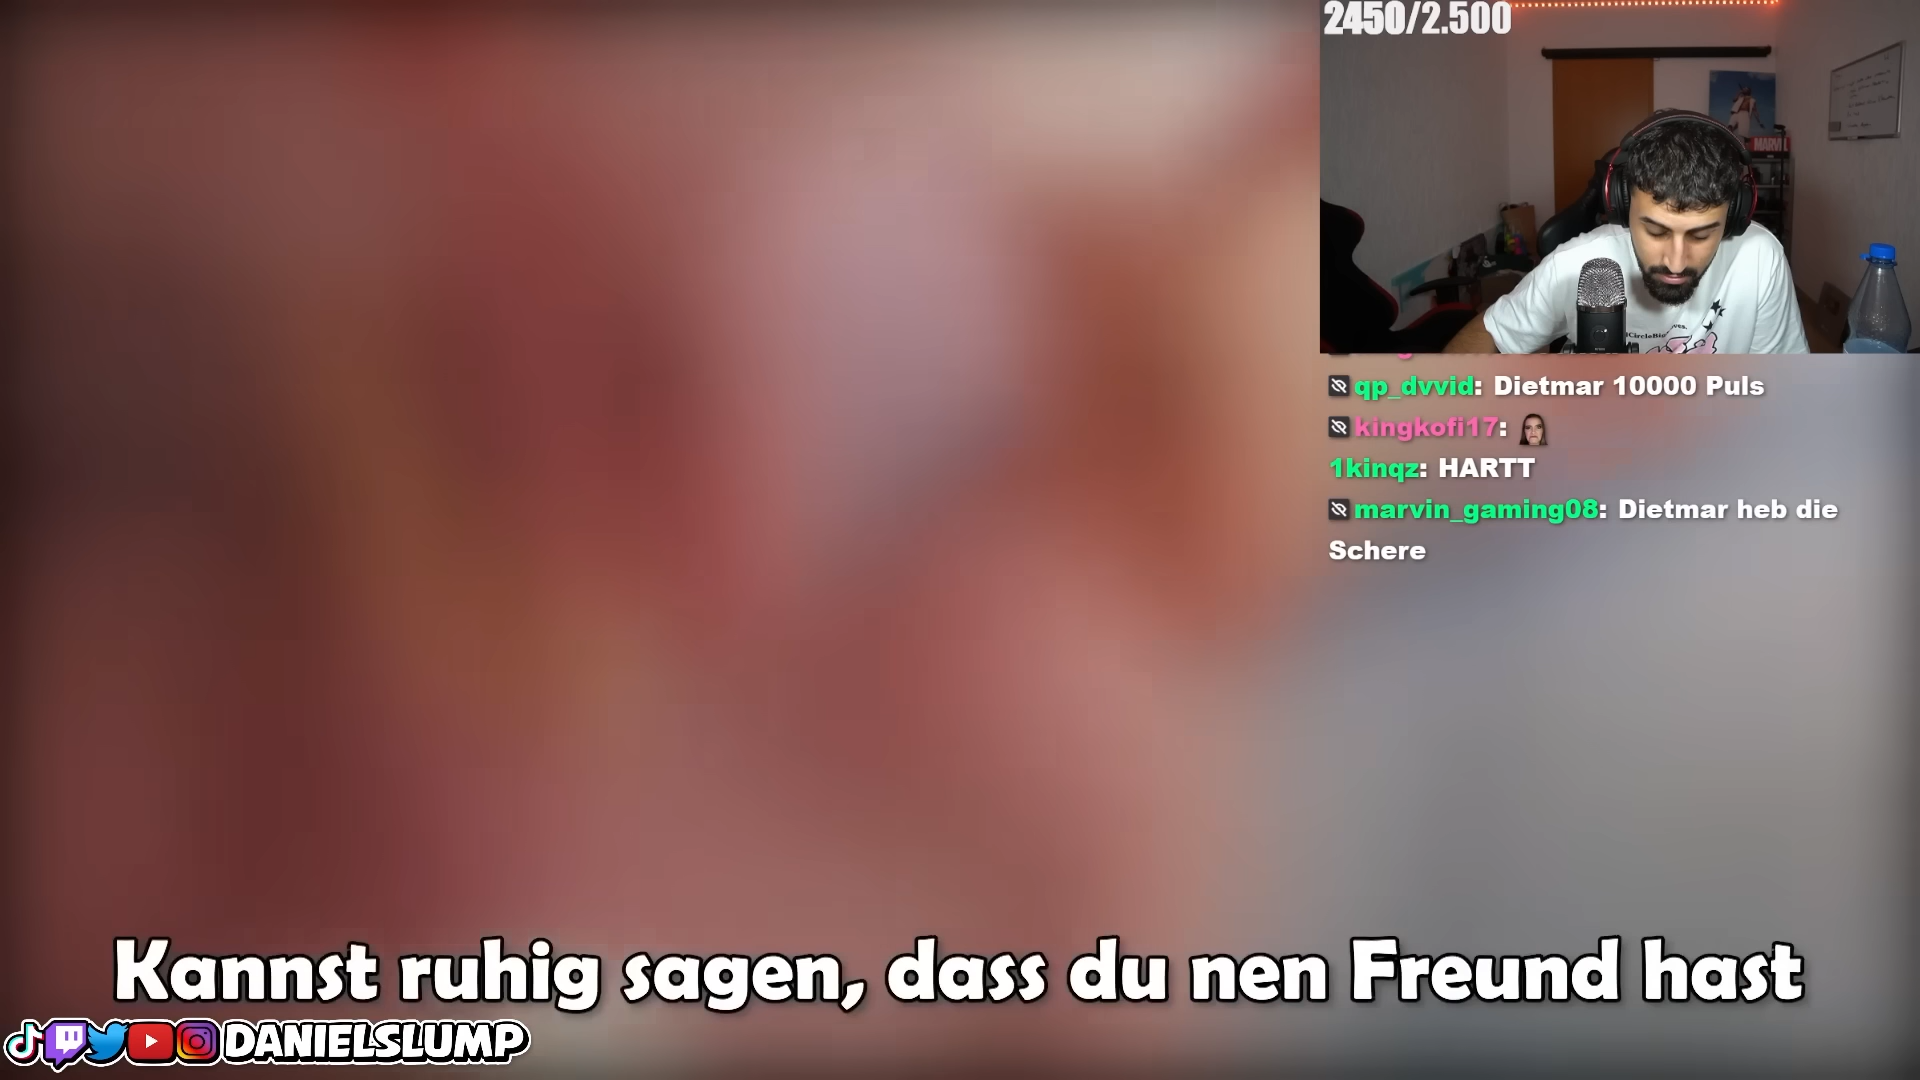 2450/2.500
MARVEL
qp_dvvid: Dietmar 10000 Puls
kingkofi17:
1kinqz: HARTT
marvin_gaming08: Dietmar heb die
Schere
Kannst ruhig sagen, dass du nen Freund hast
DANIELSLUMP